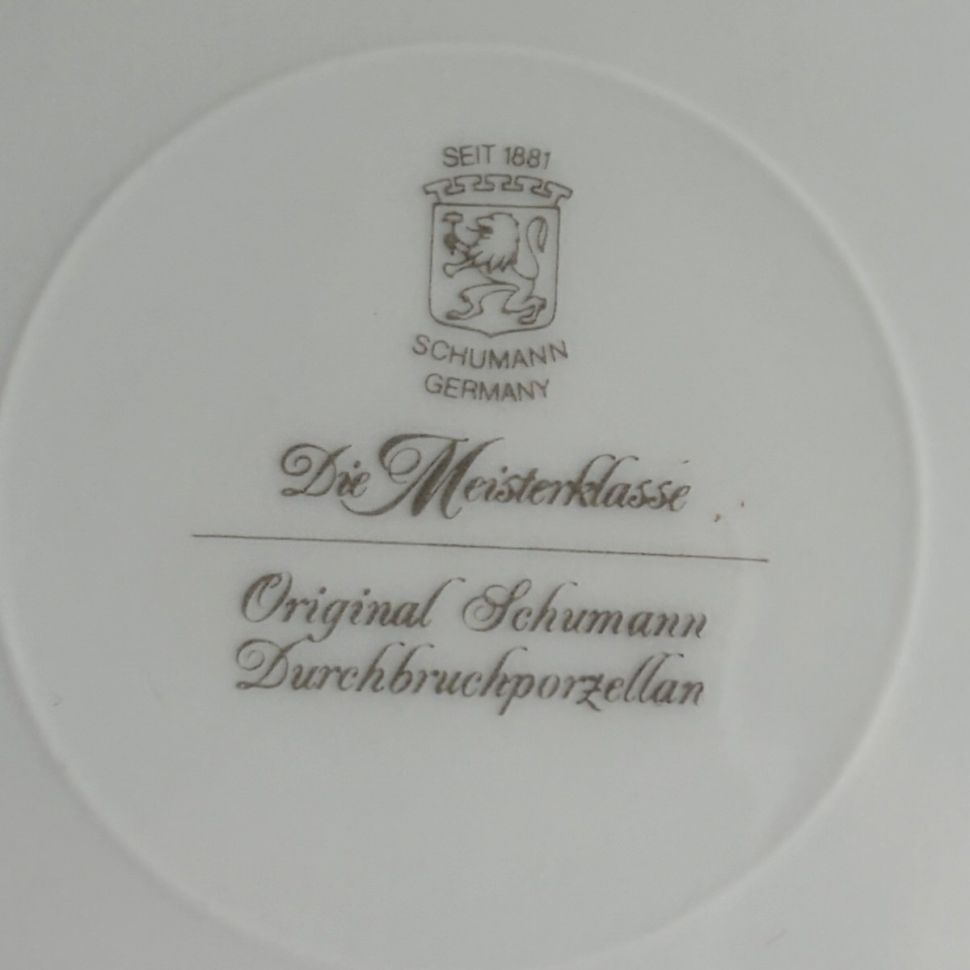 SEIT 1881
SCHUMANN
GERMANY
Die Meisterklasse
Original Schumann
Durchbruchporzellan